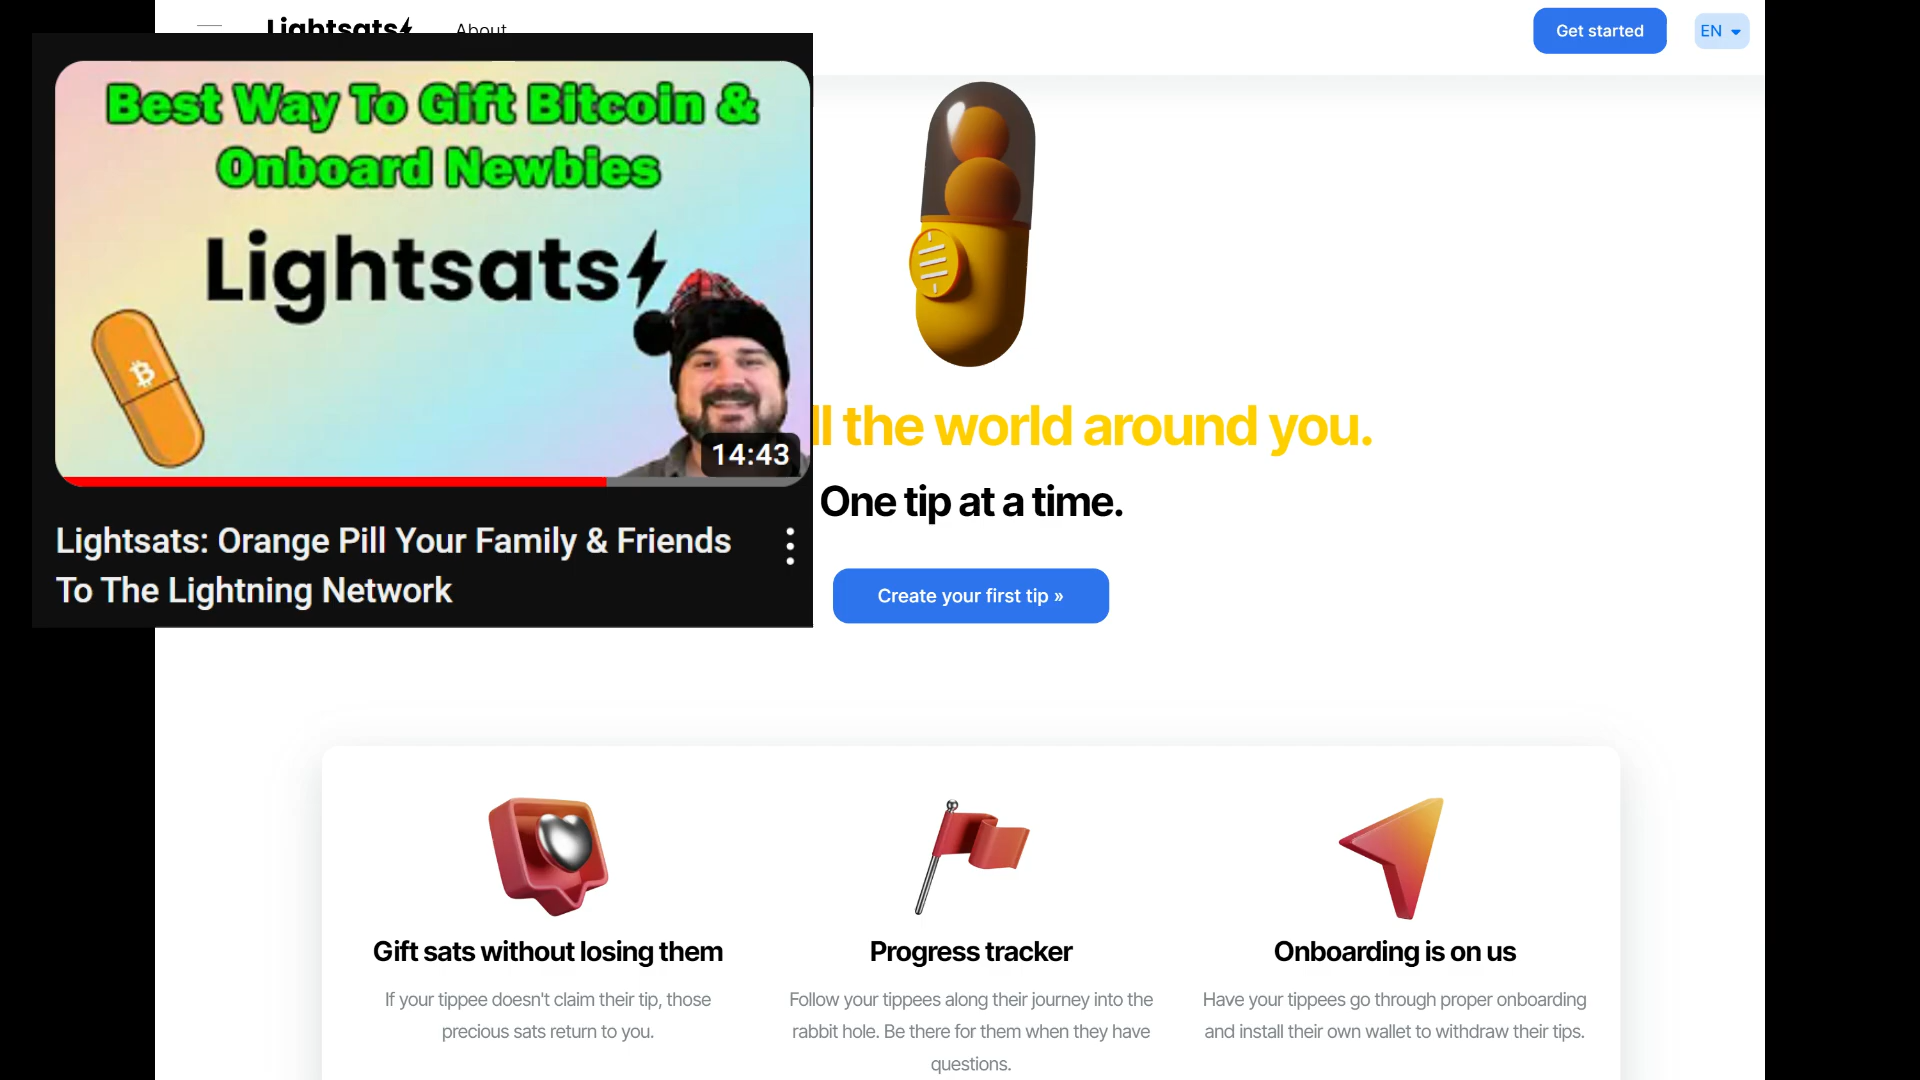 Lightsats
About
Get started
EN
Best Way To Gift Bitcoin &
Onboard Newbies
Lightsats
14:43
Lightsats: Orange Pill Your Family & Friends
To The Lightning Network
the world around you.
One tip at a time.
Create your first tip »
Gift sats without losing them
If your tippee doesn't claim their tip, those
precious sats return to you.
Progress tracker
Follow your tippees along their journey into the
rabbit hole. Be there for them when they have
questions.
Onboarding is on us
Have your tippees go through proper onboarding
and install their own wallet to withdraw their tips.